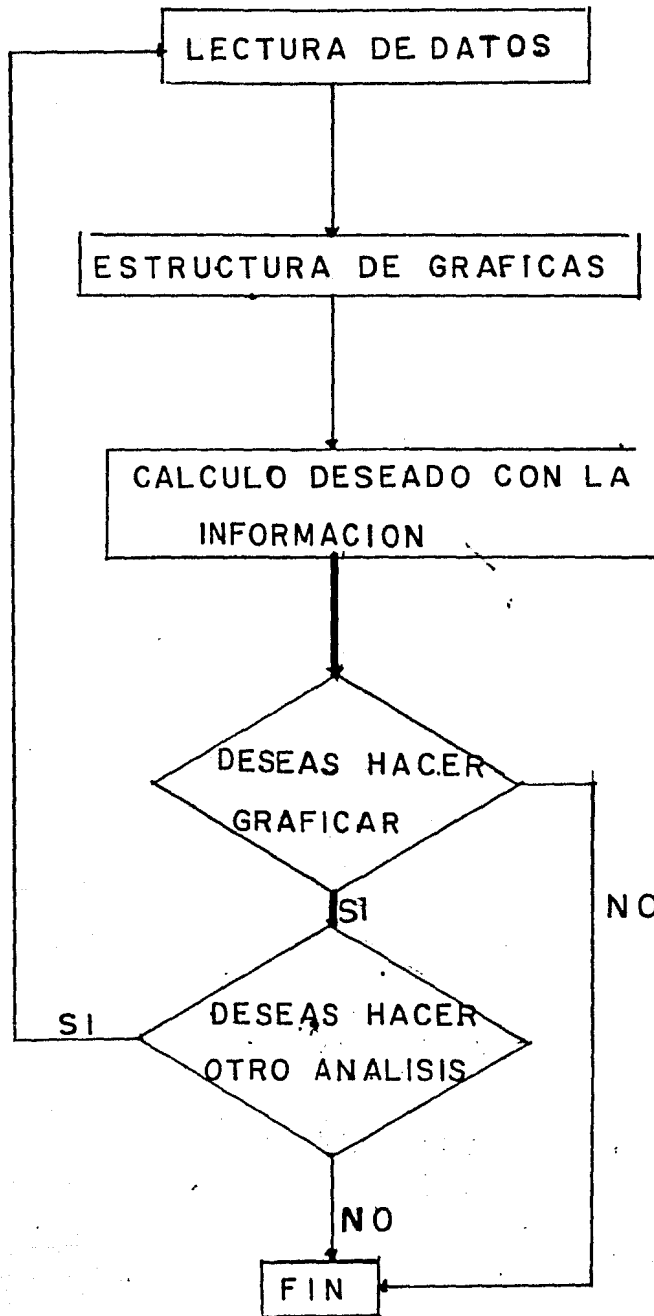 LECTURA DE DATOS
ESTRUCTURA DE GRAFICAS
CALCULO DESEADO CON LA
INFORMACION
DESEAS HACER
GRAFICAR
NO
SI
DESEAS HACER
OTRO ANALISIS
SI
NO
FIN